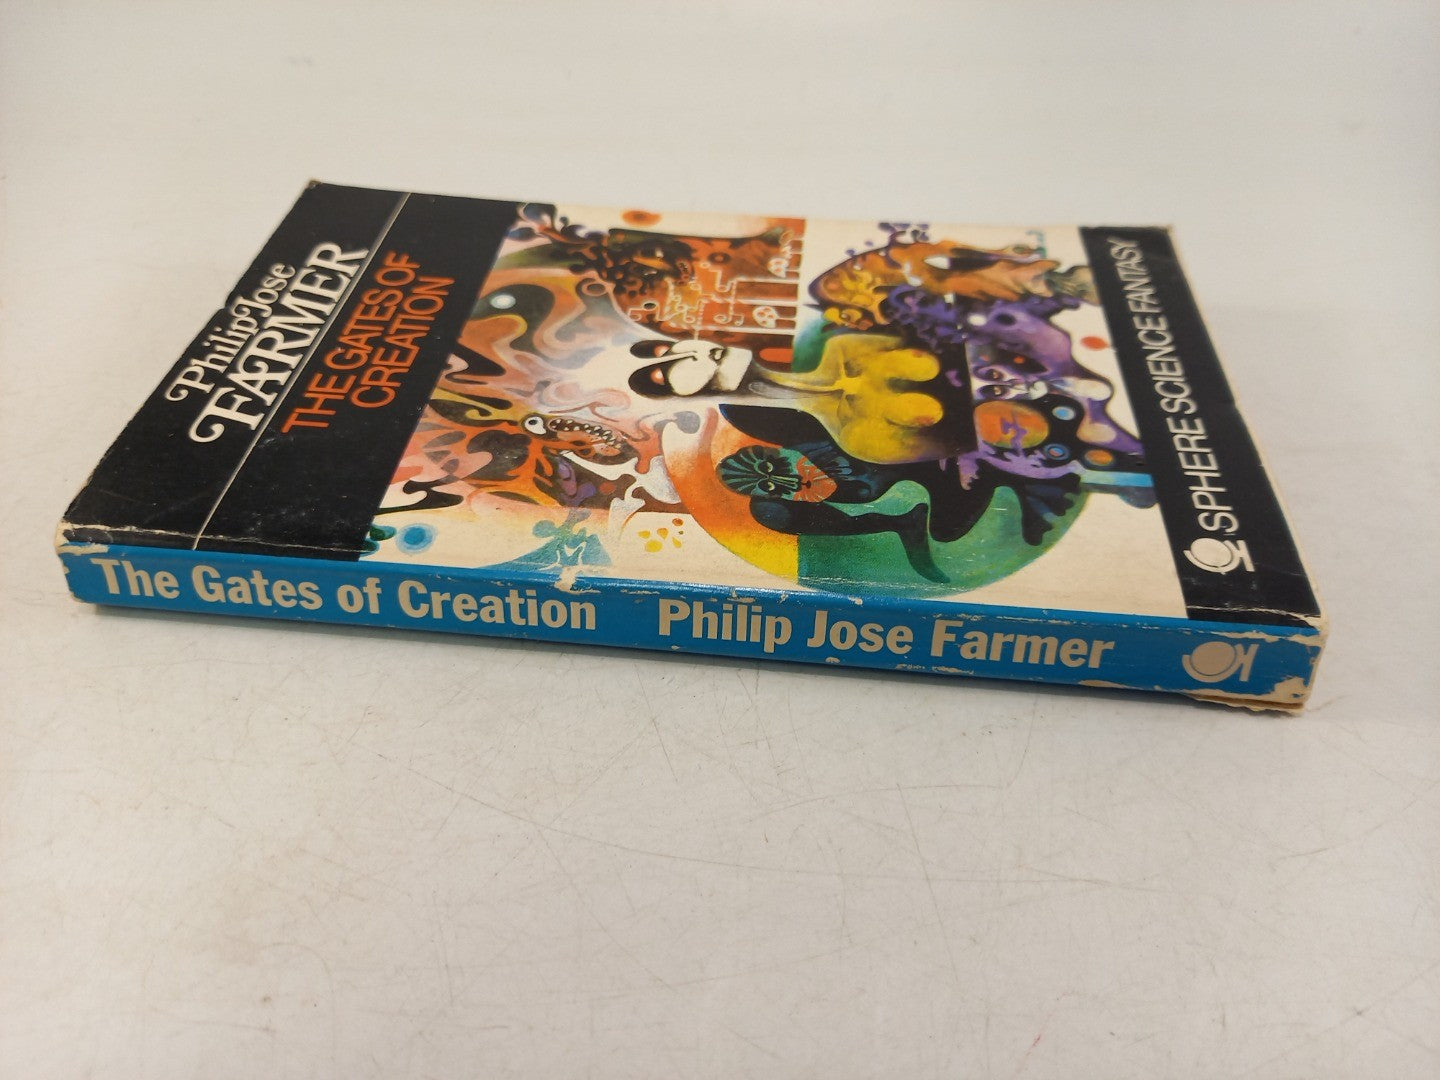 Philip Jose
FARMER
THE GATES OF
CREATION
SPHERE SCIENCE FANTASY
The Gates of Creation Philip Jose Farmer